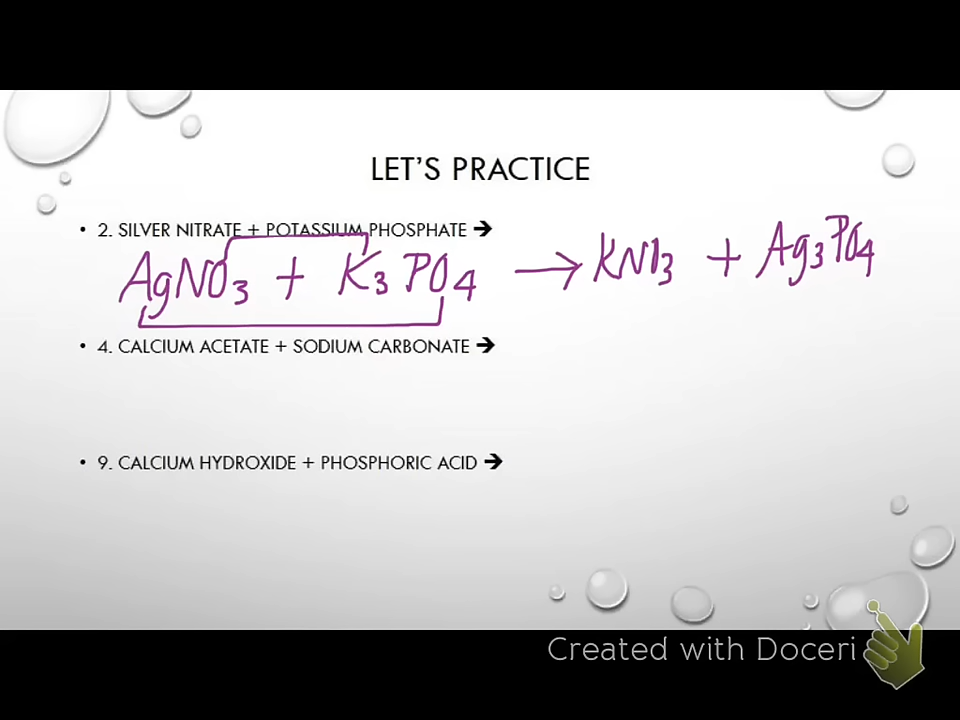 LET'S PRACTICE
• 2. SILVER NITRATE + POTASSIUM PHOSPHATE ➔
AgNO3 + K3PO4 → KNO3 + Ag3PO4
• 4. CALCIUM ACETATE + SODIUM CARBONATE ➔
• 9. CALCIUM HYDROXIDE + PHOSPHORIC ACID ➔
Created with Doceri